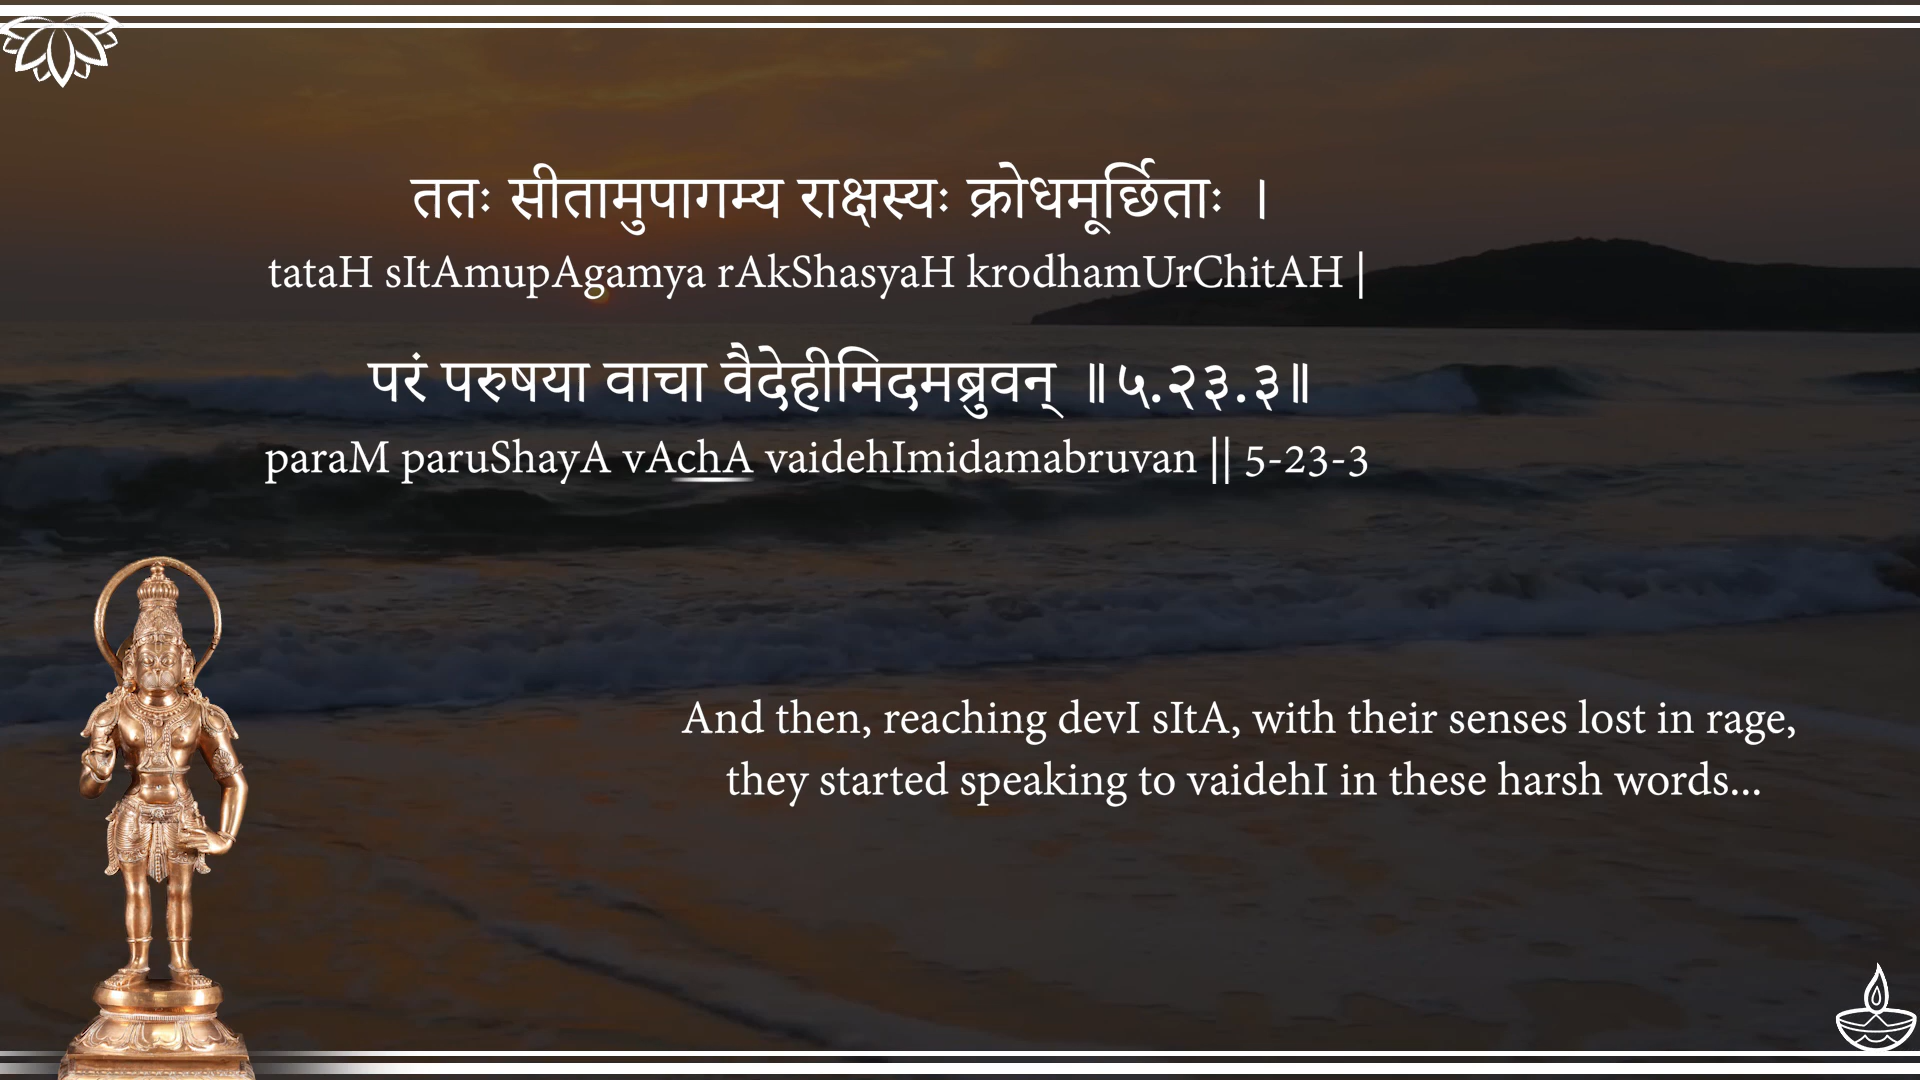 ततः सीतामुपागम्य राक्षस्यः क्रोधमूर्छिताः ।
tataH sItAmupAgamya rAkShasyaH krodhamUrChitAH |
परं परुषया वाचा वैदेहीमिदमब्रुवन् ॥५.२३.३॥
paraM paruShayA vAchA vaidehImidamabruvan || 5-23-3
And then, reaching devI sItA, with their senses lost in rage,
they started speaking to vaidehI in these harsh words...